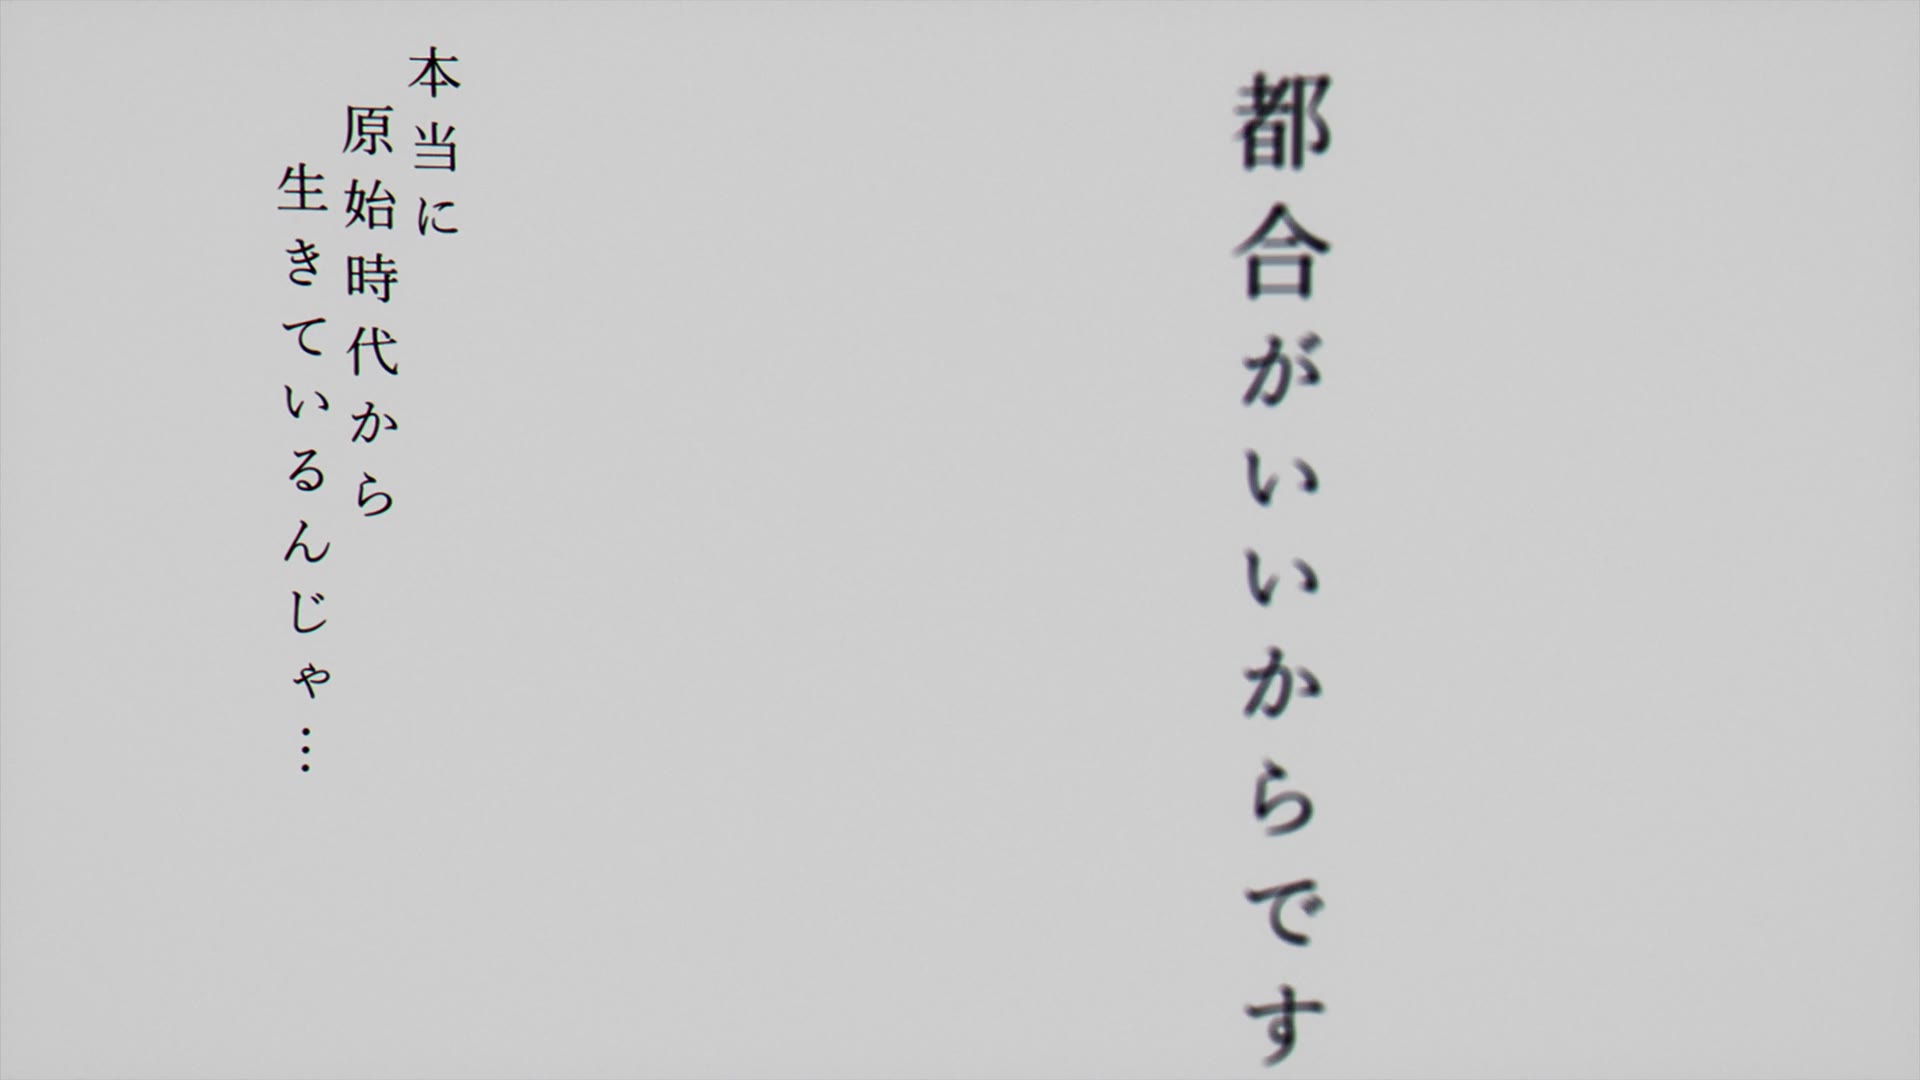 都合がいいからです
本当に
原始時代から
生きているんじゃ…